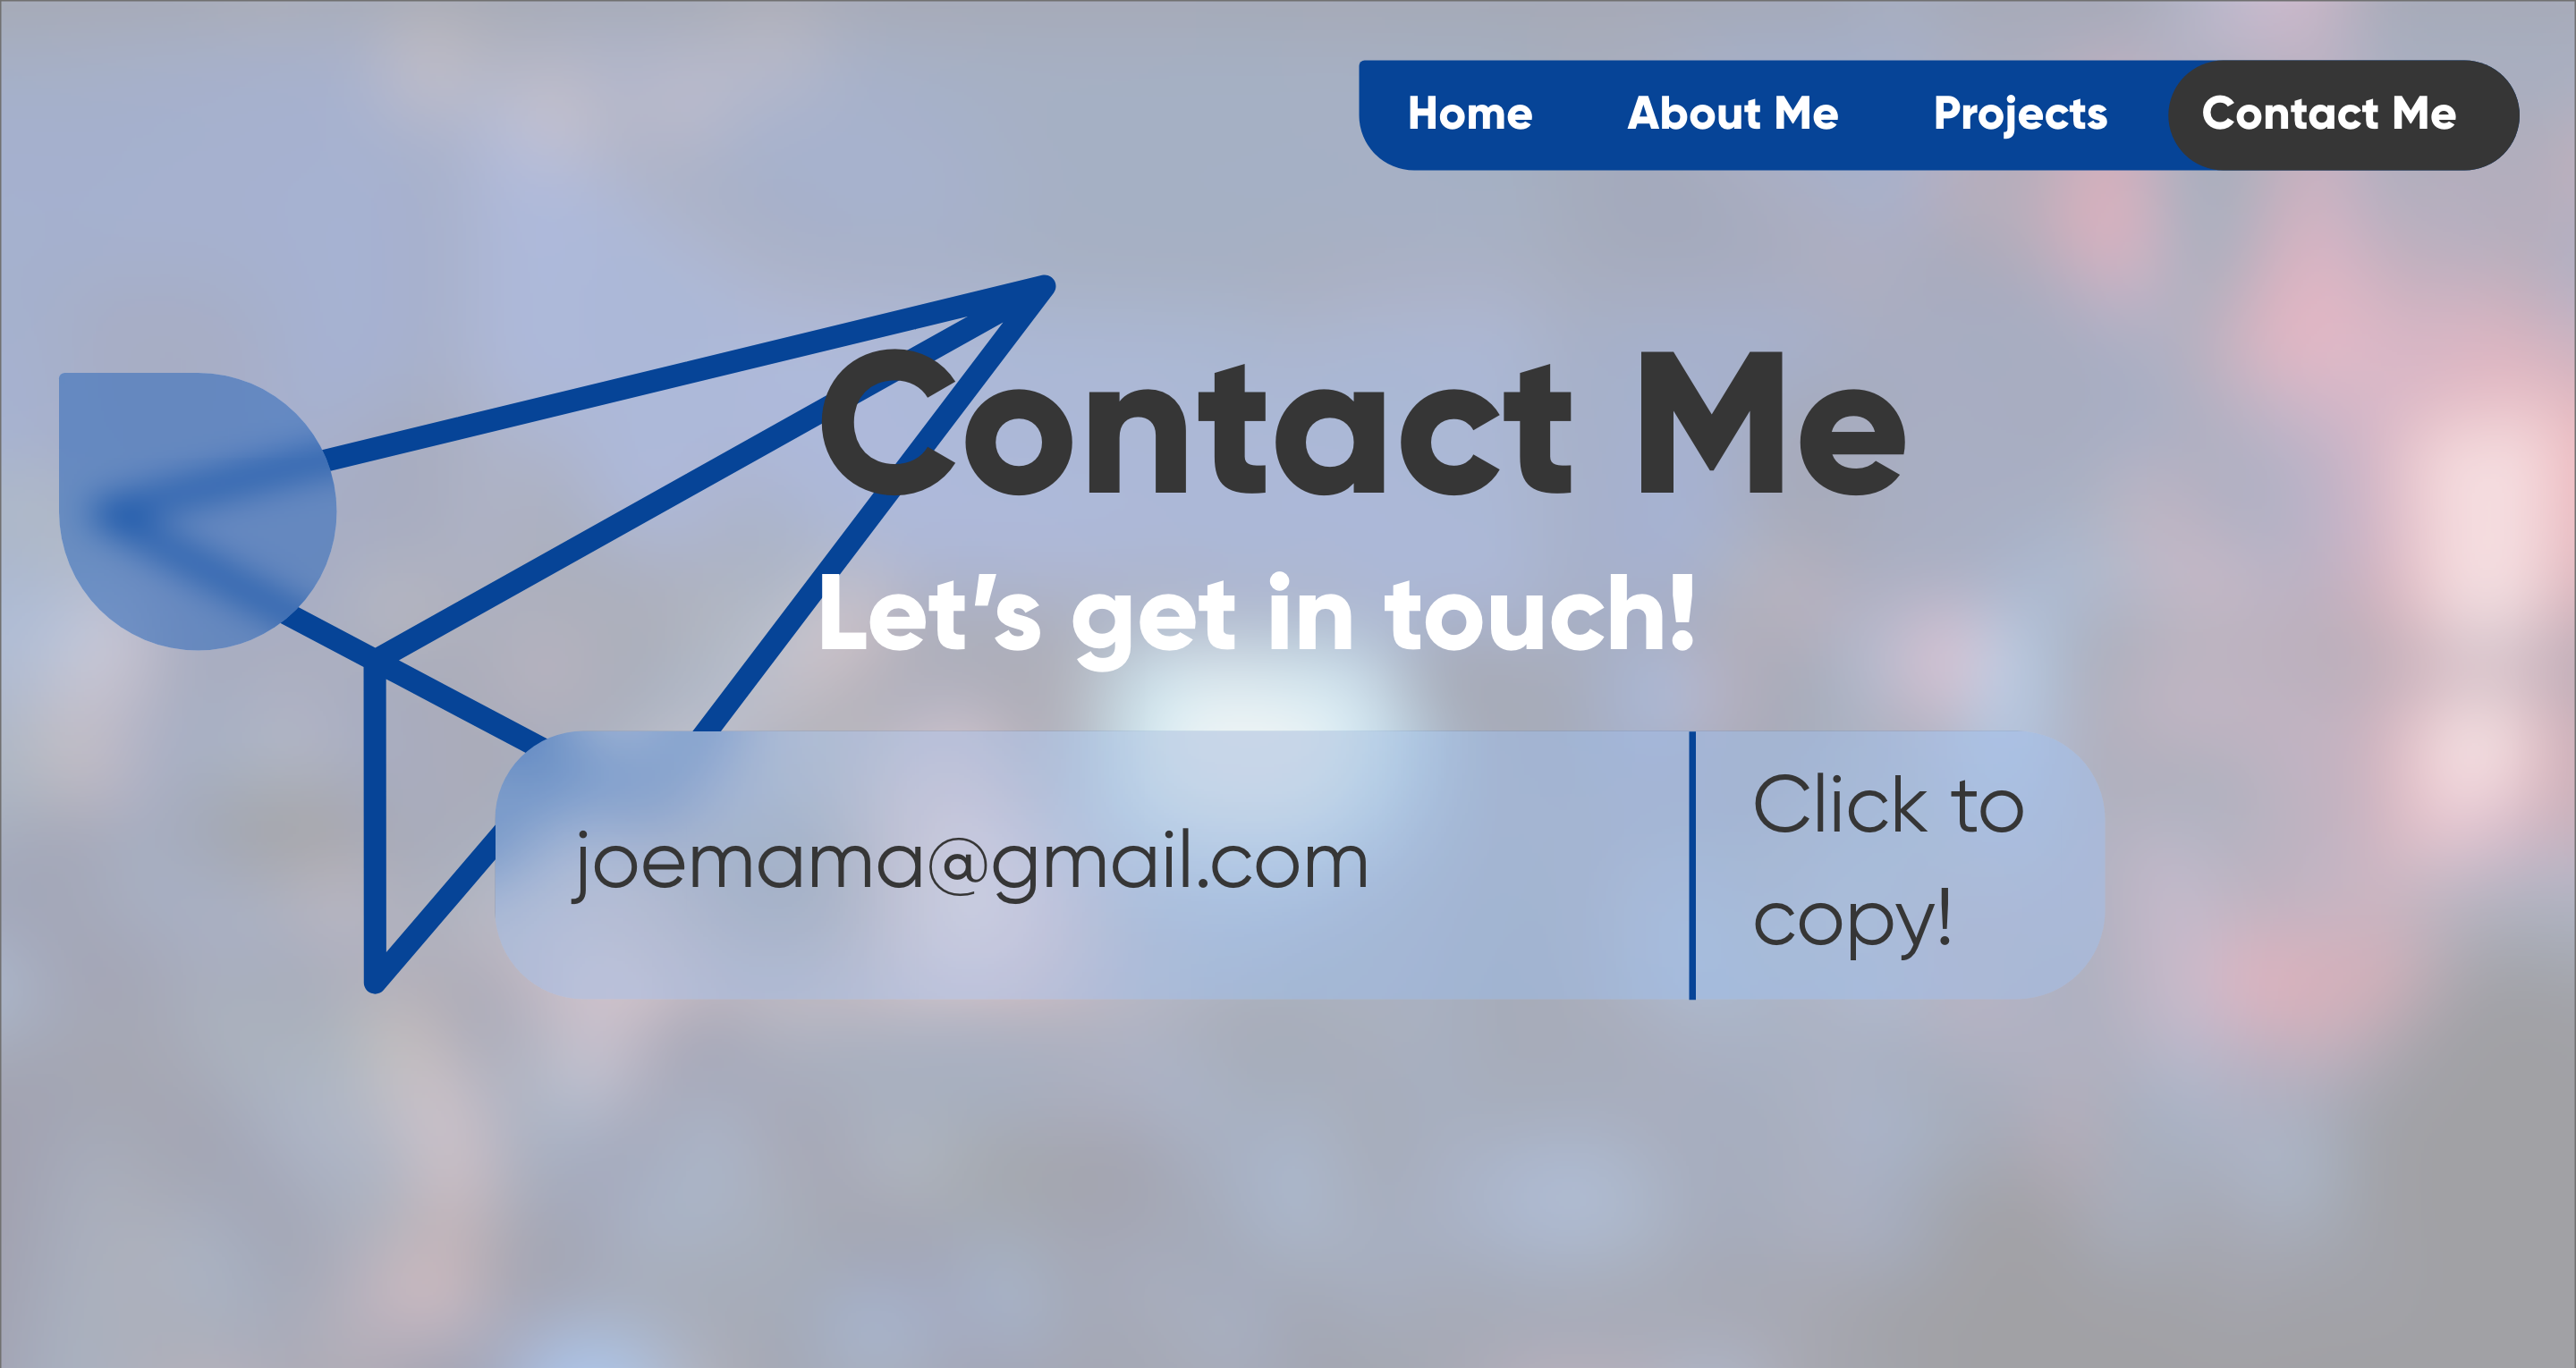 Home About Me Projects Contact Me
Contact Me
Let’s get in touch!
joemama@gmail.com
Click to
copy!